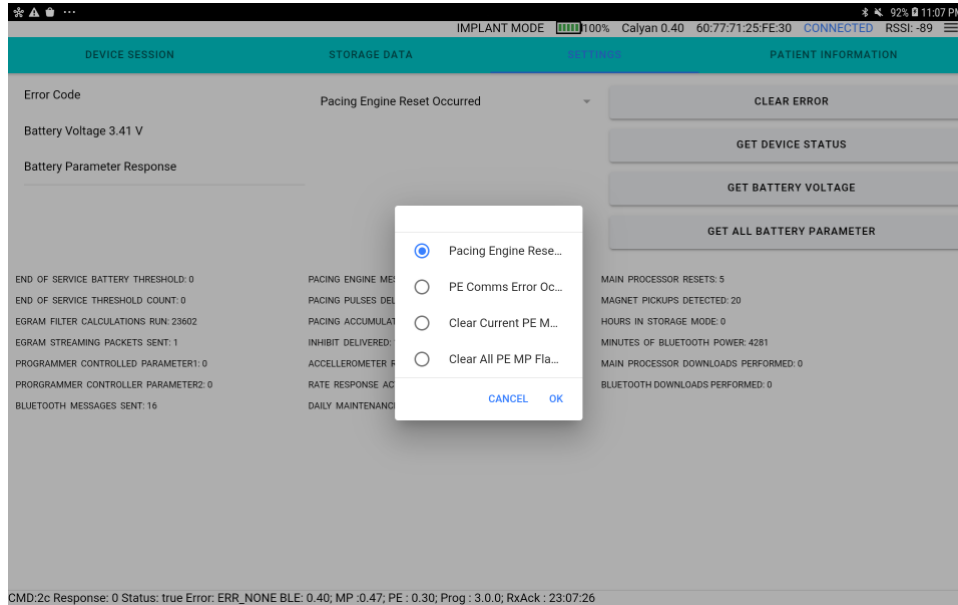 92% 11:07 PM
IMPLANT MODE 100% Calyan 0.40 60:77:71:25:FE:30 CONNECTED RSSI: -89
DEVICE SESSION STORAGE DATA SETTINGS PATIENT INFORMATION
Error Code
Pacing Engine Reset Occurred
CLEAR ERROR
Battery Voltage 3.41 V
GET DEVICE STATUS
Battery Parameter Response
GET BATTERY VOLTAGE
GET ALL BATTERY PARAMETER
Pacing Engine Rese...
PE Comms Error Oc...
Clear Current PE M...
Clear All PE MP Fla...
CANCEL OK
END OF SERVICE BATTERY THRESHOLD: 0
END OF SERVICE THRESHOLD COUNT: 0
EGRAM FILTER CALCULATIONS RUN: 23602
EGRAM STREAMING PACKETS SENT: 1
PROGRAMMER CONTROLLED PARAMETER1: 0
PRORGRAMMER CONTROLLER PARAMETER2: 0
BLUETOOTH MESSAGES SENT: 16
PACING ENGINE MES
PACING PULSES DEL
PACING ACCUMULAT
INHIBIT DELIVERED:
ACCELLEROMETER R
RATE RESPONSE AC
DAILY MAINTENANC
MAIN PROCESSOR RESETS: 5
MAGNET PICKUPS DETECTED: 20
HOURS IN STORAGE MODE: 0
MINUTES OF BLUETOOTH POWER: 4281
MAIN PROCESSOR DOWNLOADS PERFORMED: 0
BLUETOOTH DOWNLOADS PERFORMED: 0
CMD:2c Response: 0 Status: true Error: ERR_NONE BLE: 0.40; MP :0.47; PE : 0.30; Prog : 3.0.0; RxAck : 23:07:26